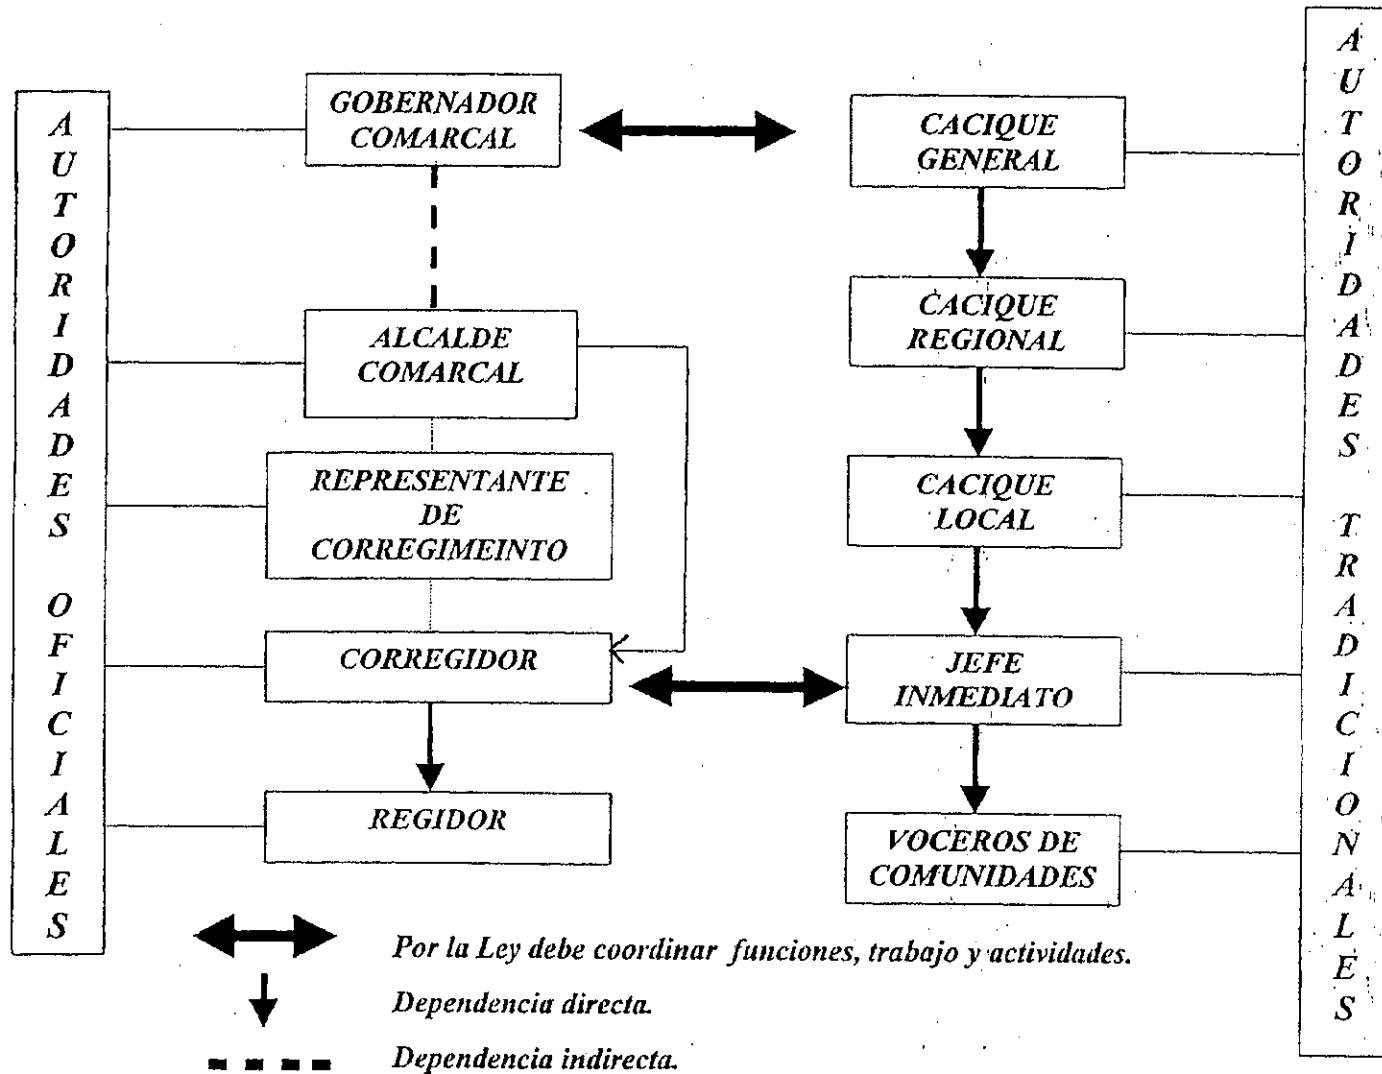 AUTORIDADES OFICIALES
GOBERNADOR
COMARCAL
ALCALDE
COMARCAL
REPRESENTANTE
DE
CORREGIMEINTO
CORREGIDOR
REGIDOR
CACIQUE
GENERAL
CACIQUE
REGIONAL
CACIQUE
LOCAL
JEFE
INMEDIATO
VOCEROS DE
COMUNIDADES
AUTORIDADES TRADICIONALES
Por la Ley debe coordinar funciones, trabajo y actividades.
Dependencia directa.
Dependencia indirecta.